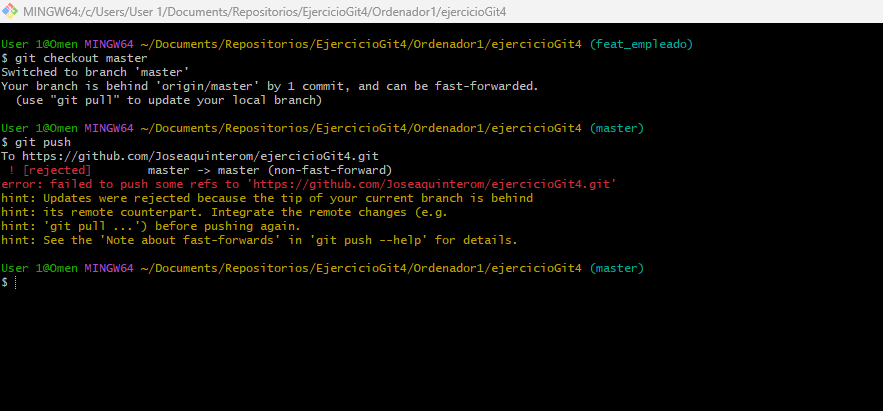 MINGW64:/c/Users/User 1/Documents/Repositorios/EjercicioGit4/Ordenador1/ejercicioGit4
User 1@Omen MINGW64 ~/Documents/Repositorios/EjercicioGit4/Ordenador1/ejercicioGit4 (feat_empleado)
$ git checkout master
Switched to branch 'master'
Your branch is behind 'origin/master' by 1 commit, and can be fast-forwarded.
  (use "git pull" to update your local branch)
User 1@Omen MINGW64 ~/Documents/Repositorios/EjercicioGit4/Ordenador1/ejercicioGit4 (master)
$ git push
To https://github.com/Joseaquinterom/ejercicioGit4.git
 ! [rejected]        master -> master (non-fast-forward)
error: failed to push some refs to 'https://github.com/Joseaquinterom/ejercicioGit4.git'
hint: Updates were rejected because the tip of your current branch is behind
hint: its remote counterpart. Integrate the remote changes (e.g.
hint: 'git pull ...') before pushing again.
hint: See the 'Note about fast-forwards' in 'git push --help' for details.
User 1@Omen MINGW64 ~/Documents/Repositorios/EjercicioGit4/Ordenador1/ejercicioGit4 (master)
$